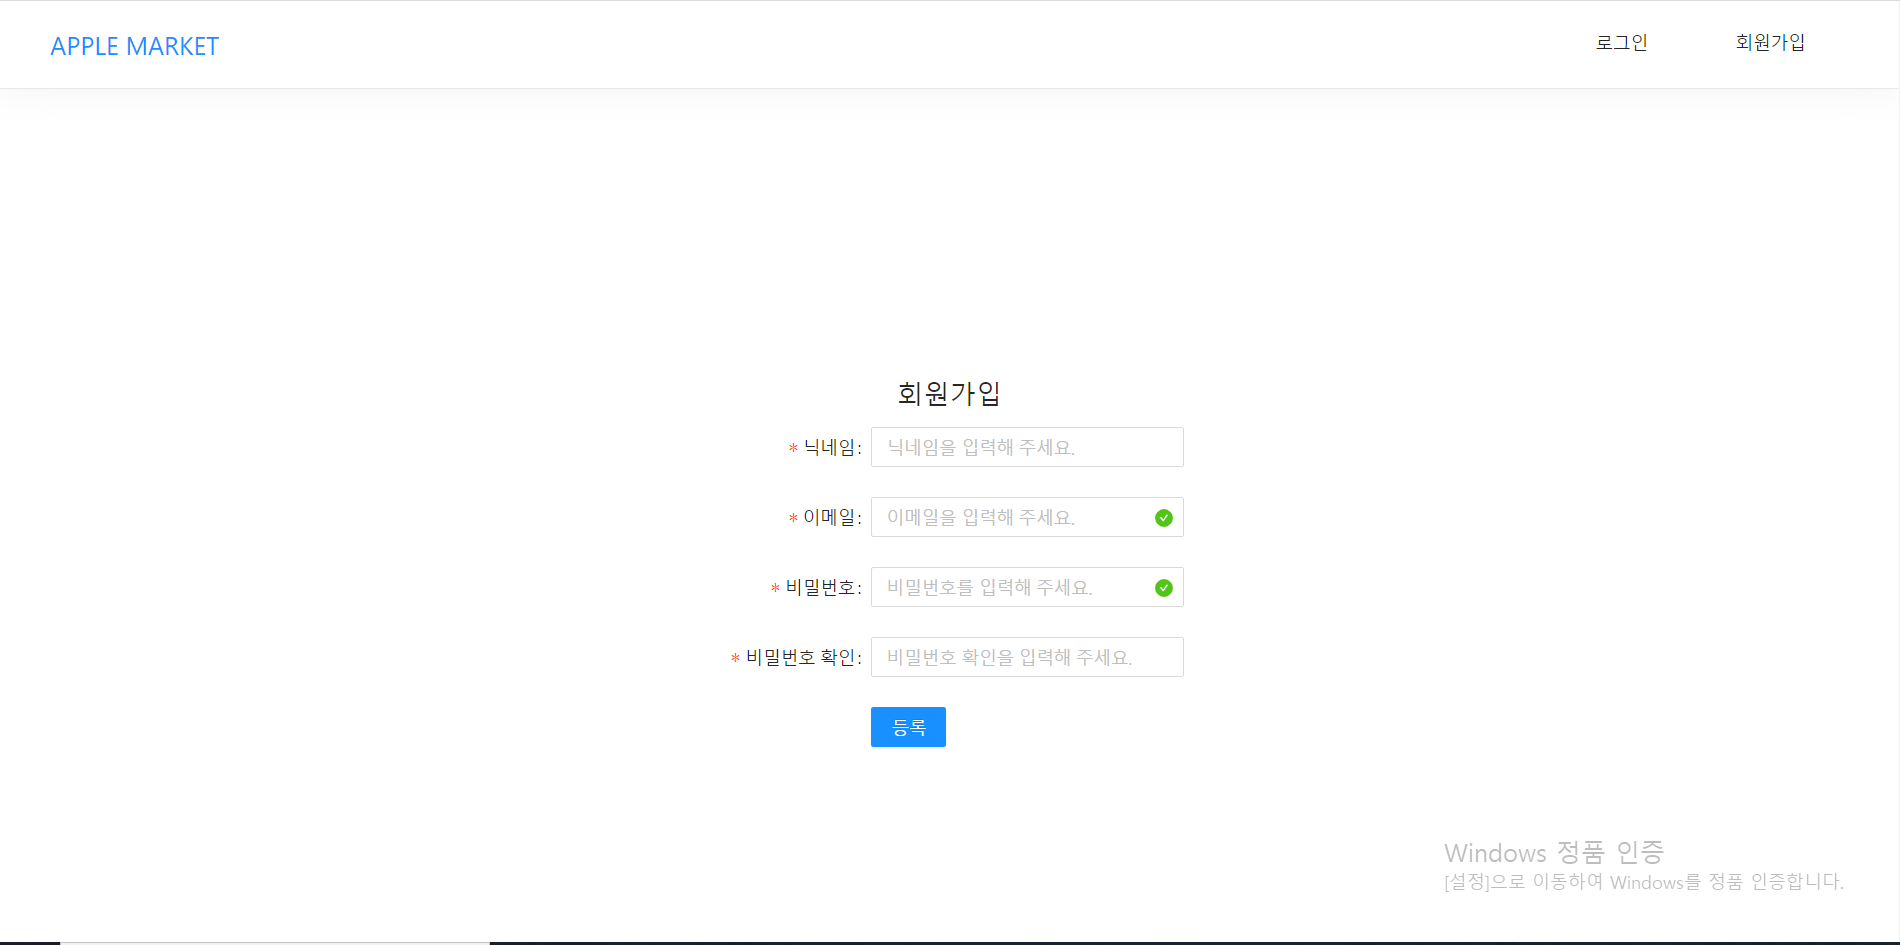 APPLE MARKET
로그인
회원가입
회원가입
* 닉네임:
닉네임을 입력해 주세요.
* 이메일:
이메일을 입력해 주세요.
* 비밀번호:
비밀번호를 입력해 주세요.
* 비밀번호 확인:
비밀번호 확인을 입력해 주세요.
등록
Windows 정품 인증
[설정]으로 이동하여 Windows를 정품 인증합니다.